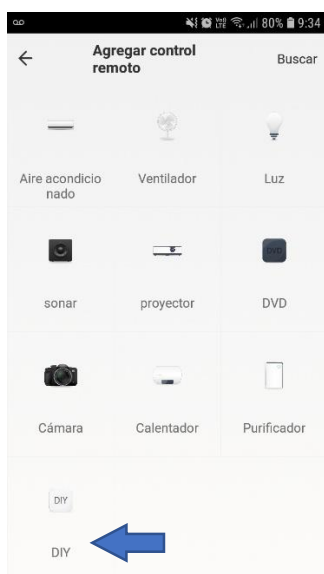 80% 9:34
Agregar control
remoto
Buscar
Aire acondicio
nado
Ventilador
Luz
DVD
sonar
proyector
DVD
Cámara
Calentador
Purificador
DIY
DIY